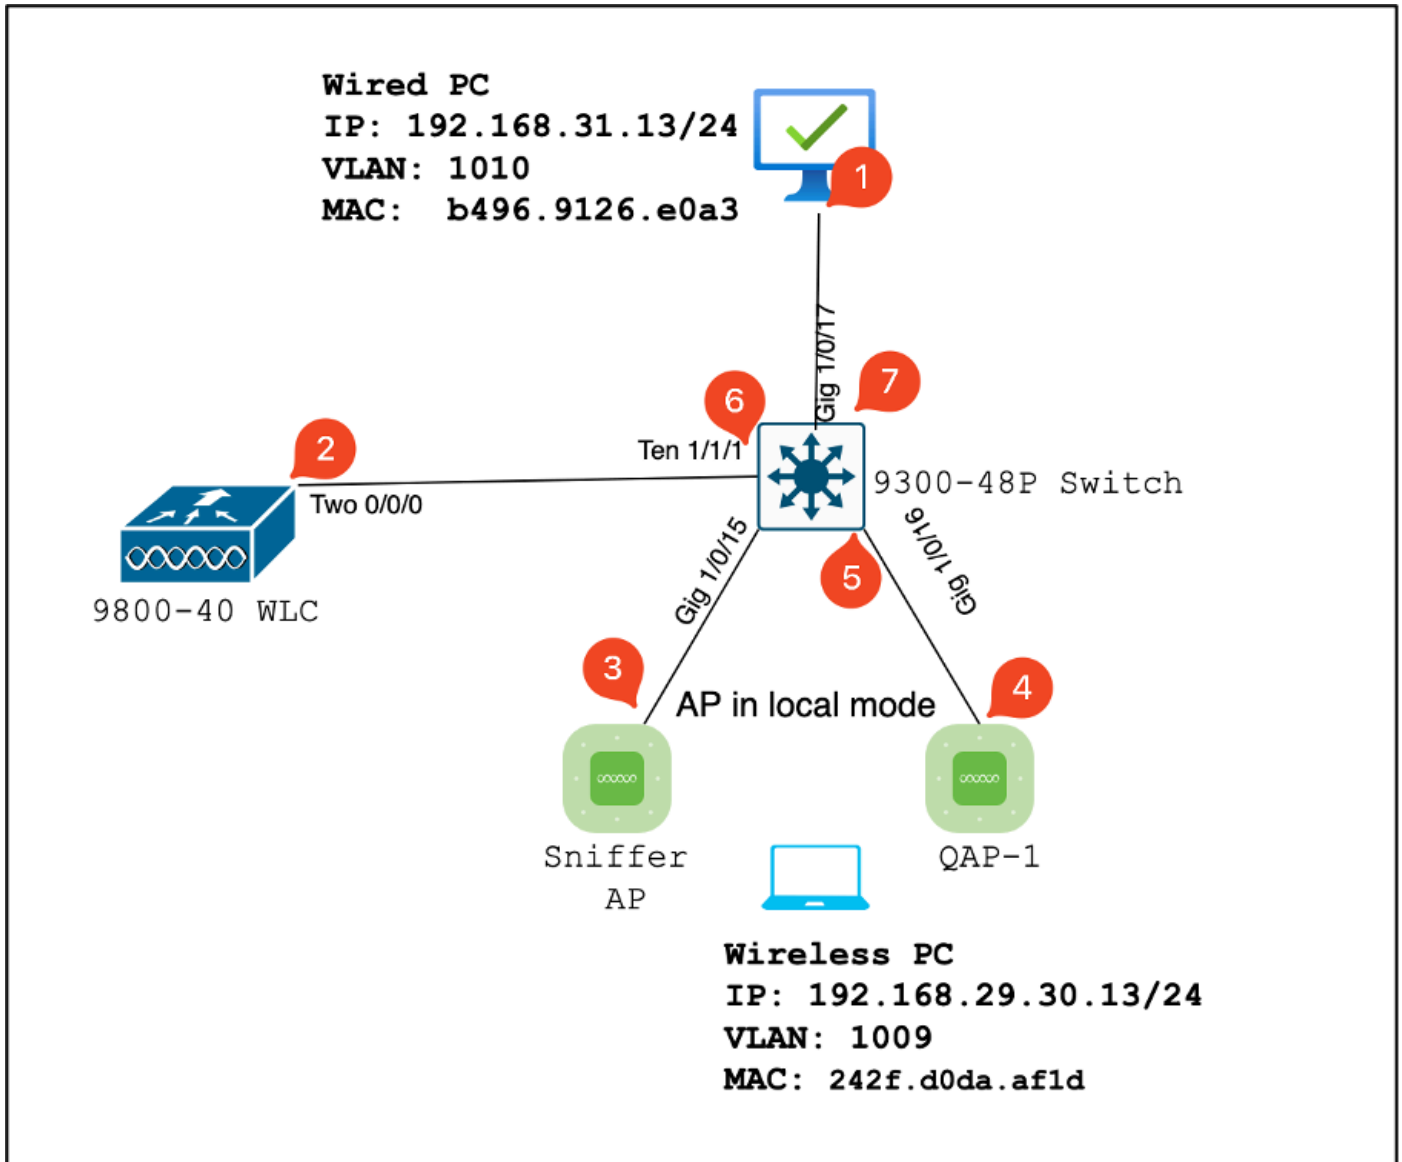 Wired PC
IP: 192.168.31.13/24
VLAN: 1010
MAC: b496.9126.e0a3
1
Gig 1/0/17
7
6
Ten 1/1/1
2
Two 0/0/0
9300-48P Switch
9800-40 WLC
Gig 1/0/15
5
Gig 1/0/16
3
AP in local mode
4
Sniffer
AP
QAP-1
Wireless PC
IP: 192.168.29.30.13/24
VLAN: 1009
MAC: 242f.d0da.af1d